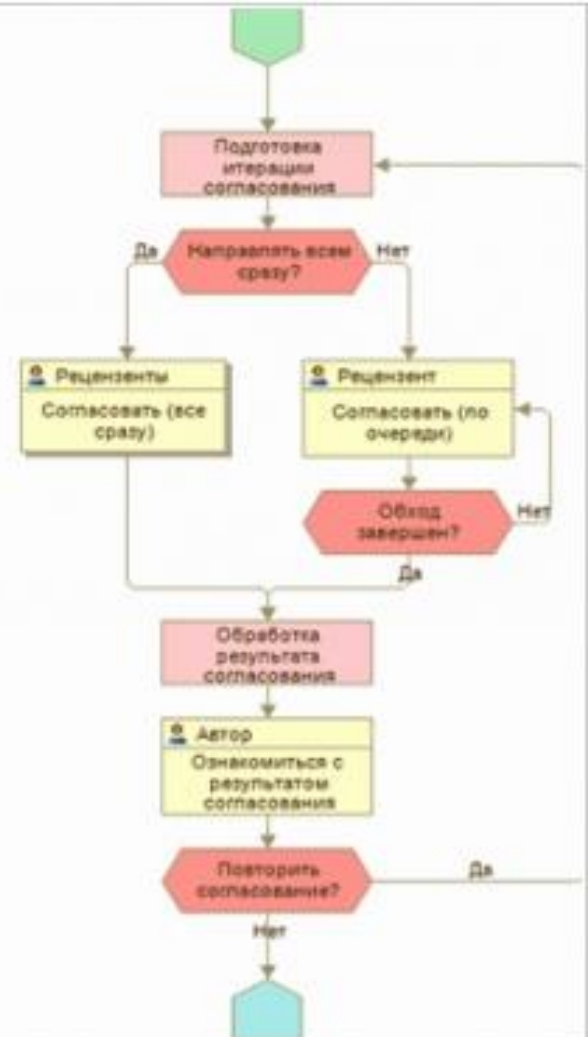 Подготовка
итерации
согласования
Да
Направлять всем
сразу?
Нет
Рецензенты
Согласовать (все
сразу)
Рецензент
Согласовать (по
очереди)
Обход
завершен?
Нет
Да
Обработка
результата
согласования
Автор
Ознакомиться с
результатом
согласования
Повторить
согласование?
Да
Нет